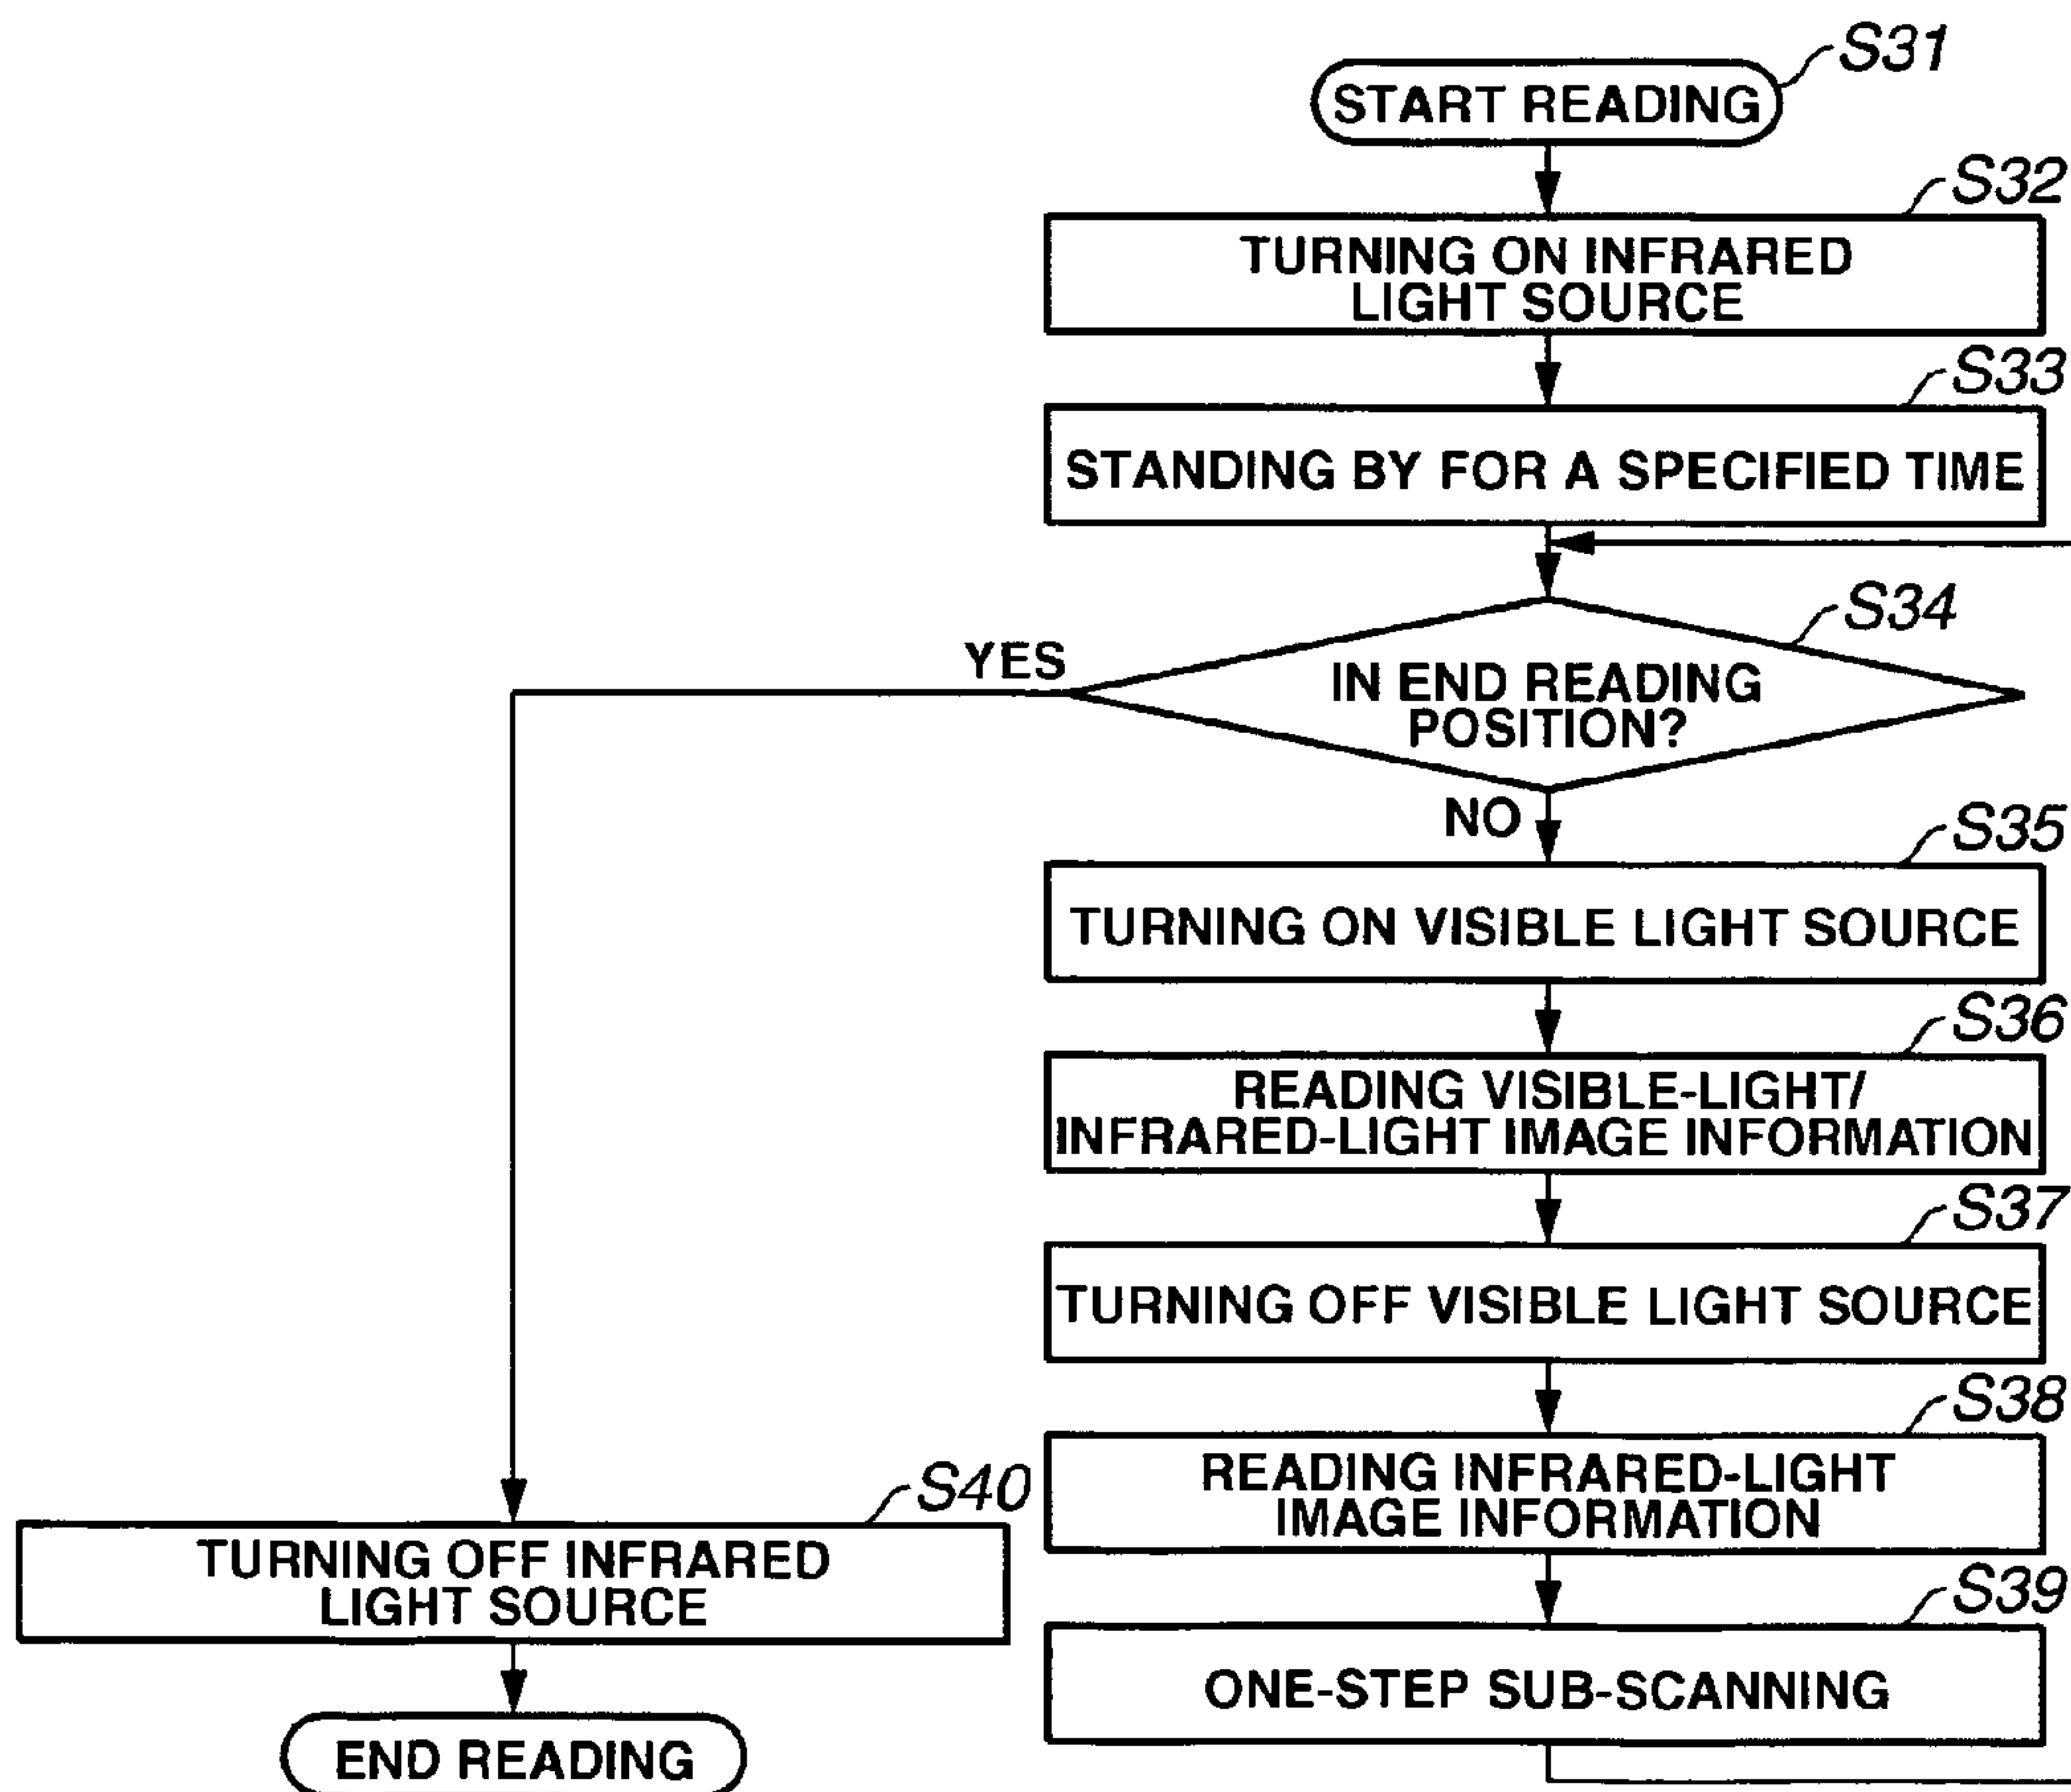 S31
START READING
S32
TURNING ON INFRARED
LIGHT SOURCE
S33
STANDING BY FOR A SPECIFIED TIME
S34
YES
IN END READING
POSITION?
NO
S35
TURNING ON VISIBLE LIGHT SOURCE
S36
READING VISIBLE-LIGHT/
INFRARED-LIGHT IMAGE INFORMATION
S37
TURNING OFF VISIBLE LIGHT SOURCE
S38
READING INFRARED-LIGHT
IMAGE INFORMATION
S39
ONE-STEP SUB-SCANNING
S40
TURNING OFF INFRARED
LIGHT SOURCE
END READING